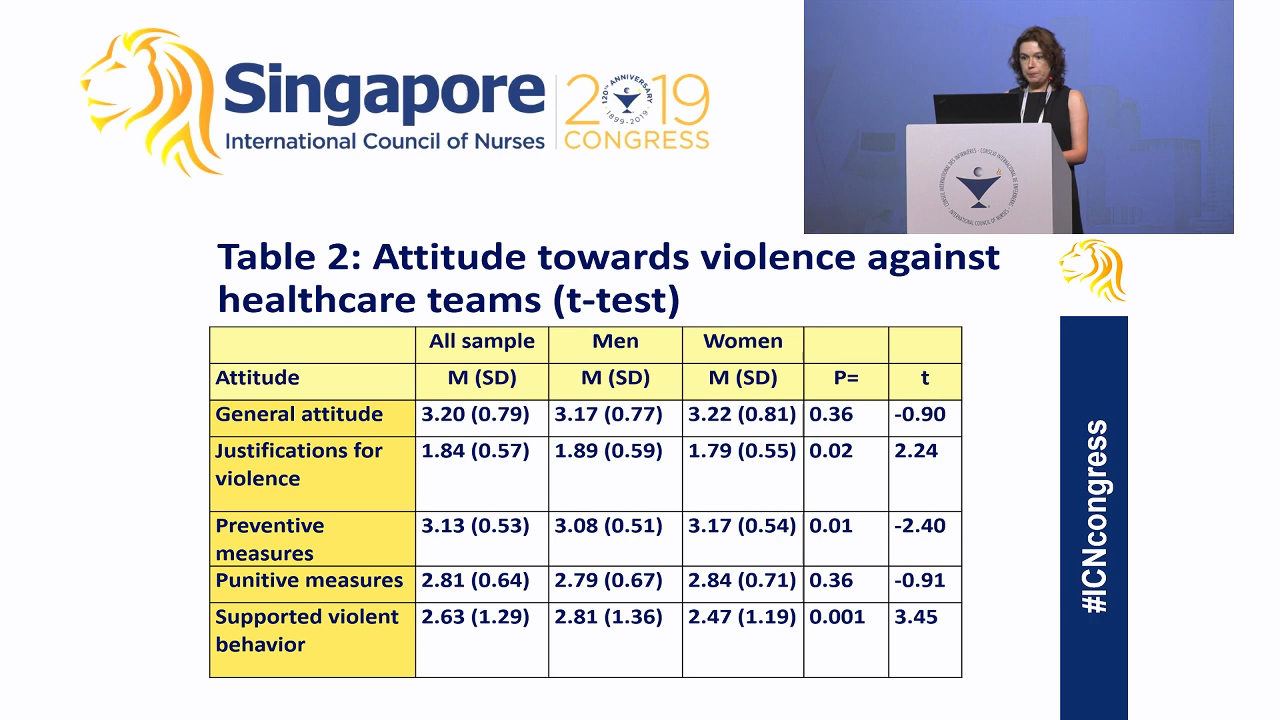 Singapore
International Council of Nurses
2019
CONGRESS
120TH ANNIVERSARY
1899-2019
INTERNATIONAL COUNCIL OF NURSES
Table 2: Attitude towards violence against
healthcare teams (t-test)
All sample Men Women
Attitude M (SD) M (SD) M (SD) P= t
General attitude 3.20 (0.79) 3.17 (0.77) 3.22 (0.81) 0.36 -0.90
Justifications for 1.84 (0.57) 1.89 (0.59) 1.79 (0.55) 0.02 2.24
violence
Preventive 3.13 (0.53) 3.08 (0.51) 3.17 (0.54) 0.01 -2.40
measures
Punitive measures 2.81 (0.64) 2.79 (0.67) 2.84 (0.71) 0.36 -0.91
Supported violent 2.63 (1.29) 2.81 (1.36) 2.47 (1.19) 0.001 3.45
behavior
#ICNcongress